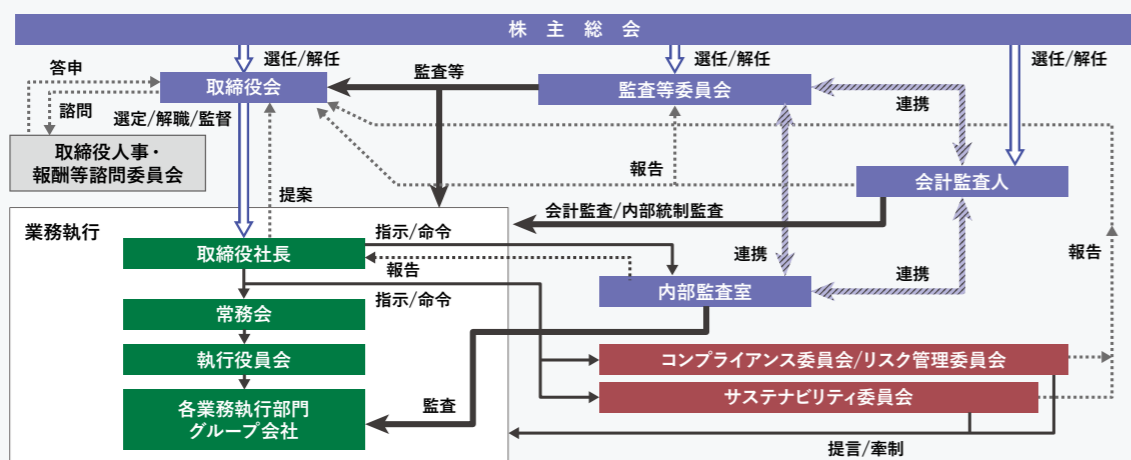 株主総会
選任/解任
選任/解任
選任/解任
答申
諮問
取締役会
監査等
監査等委員会
連携
選定/解職/監督
取締役人事・
報酬等諮問委員会
報告
会計監査人
提案
会計監査/内部統制監査
業務執行
指示/命令
取締役社長
報告
連携
連携
報告
内部監査室
指示/命令
常務会
執行役員会
コンプライアンス委員会/リスク管理委員会
サステナビリティ委員会
各業務執行部門
グループ会社
監査
提言/牽制